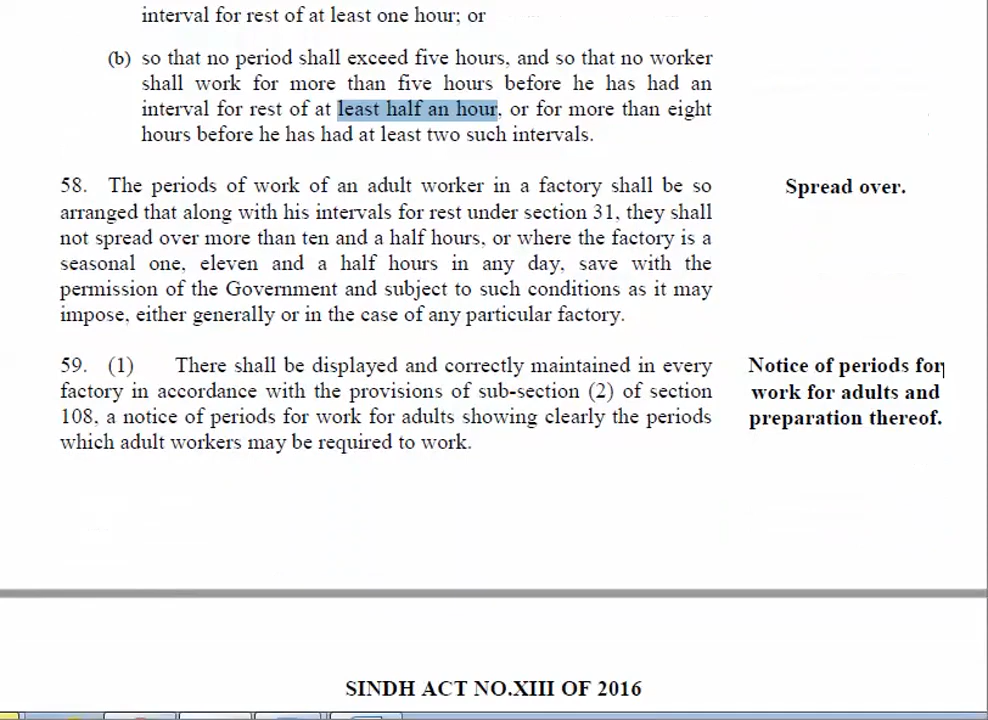 interval for rest of at least one hour; or
(b) so that no period shall exceed five hours, and so that no worker
shall work for more than five hours before he has had an
interval for rest of at least half an hour, or for more than eight
hours before he has had at least two such intervals.
58. The periods of work of an adult worker in a factory shall be so
arranged that along with his intervals for rest under section 31, they shall
not spread over more than ten and a half hours, or where the factory is a
seasonal one, eleven and a half hours in any day, save with the
permission of the Government and subject to such conditions as it may
impose, either generally or in the case of any particular factory.
Spread over.
59. (1) There shall be displayed and correctly maintained in every
factory in accordance with the provisions of sub-section (2) of section
108, a notice of periods for work for adults showing clearly the periods
which adult workers may be required to work.
Notice of periods for
work for adults and
preparation thereof.
SINDH ACT NO.XIII OF 2016